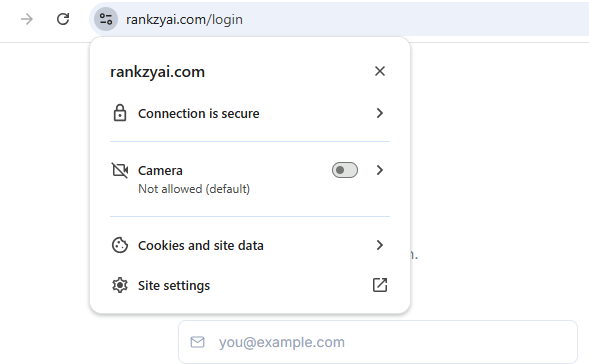 rankzyai.com/login
rankzyai.com
Connection is secure
Camera
Not allowed (default)
Cookies and site data
Site settings
you@example.com